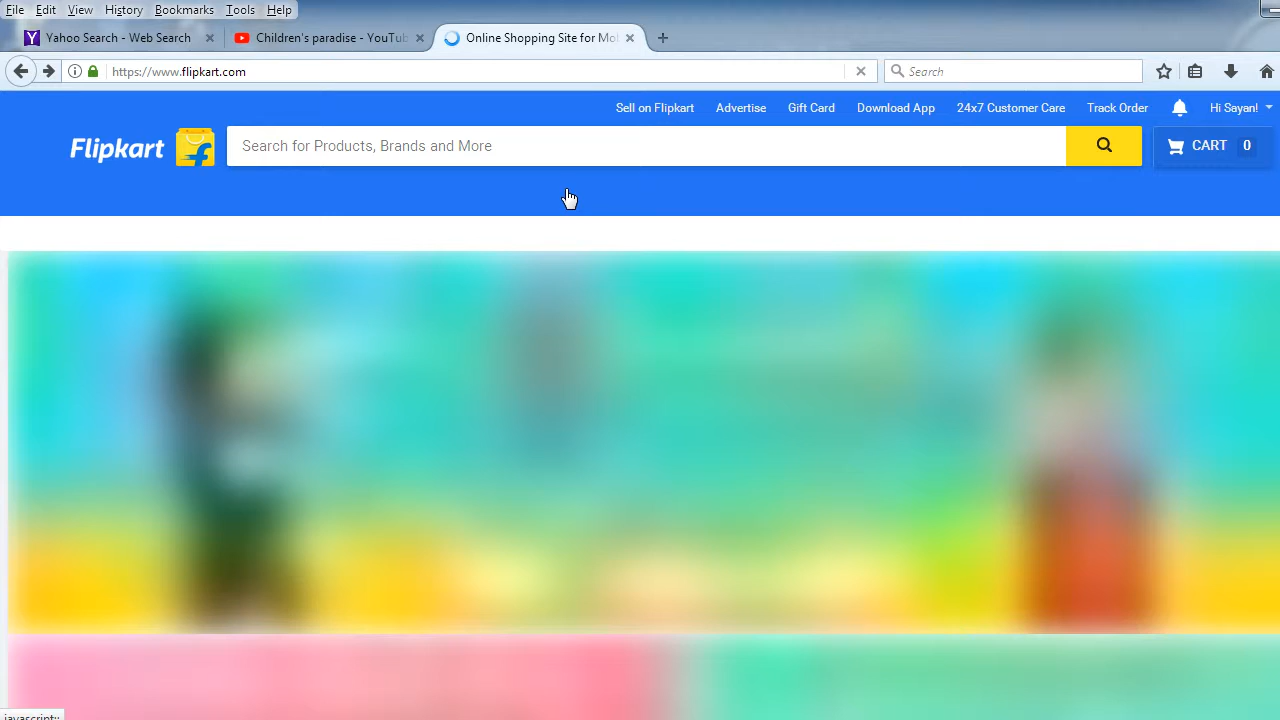 File Edit View History Bookmarks Tools Help
Yahoo Search - Web Search
Children's paradise - YouTub
Online Shopping Site for Mo
https://www.flipkart.com
Search
Sell on Flipkart Advertise Gift Card Download App 24x7 Customer Care Track Order Hi Sayan!
Flipkart
Search for Products, Brands and More
CART 0
javascript:;